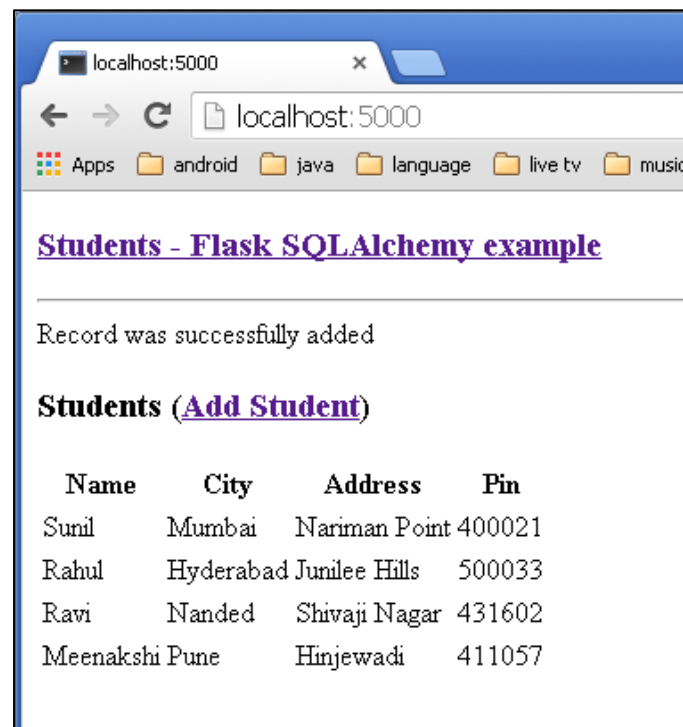 localhost:5000
localhost:5000
Apps android java language live tv music
Students - Flask SQLAlchemy example
Record was successfully added
Students (Add Student)
Name City Address Pin
Sunil Mumbai Nariman Point 400021
Rahul Hyderabad Junilee Hills 500033
Ravi Nanded Shivaji Nagar 431602
Meenakshi Pune Hinjewadi 411057